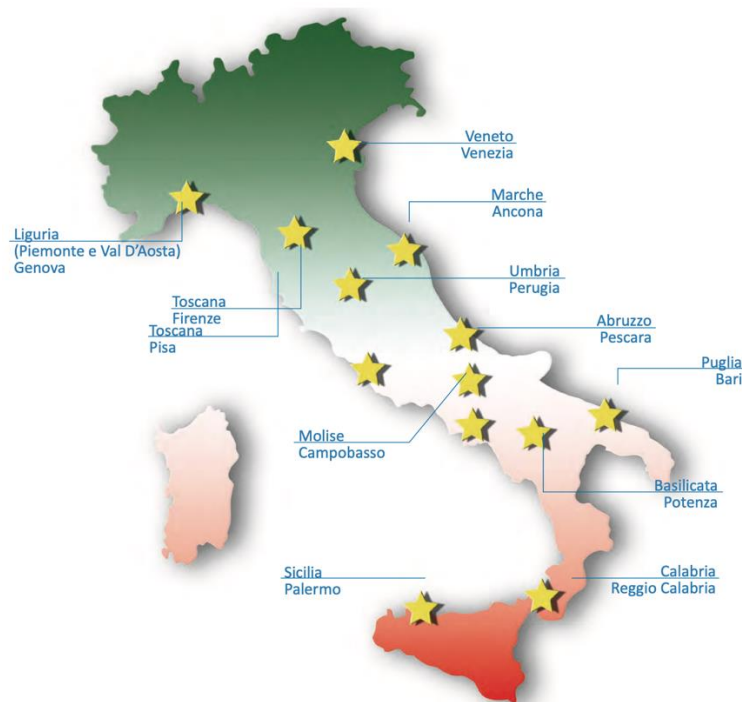 Veneto
Venezia
Marche
Ancona
Liguria
(Piemonte e Val D'Aosta)
Genova
Umbria
Perugia
Toscana
Firenze
Toscana
Pisa
Abruzzo
Pescara
Puglia
Bari
Molise
Campobasso
Basilicata
Potenza
Sicilia
Palermo
Calabria
Reggio Calabria